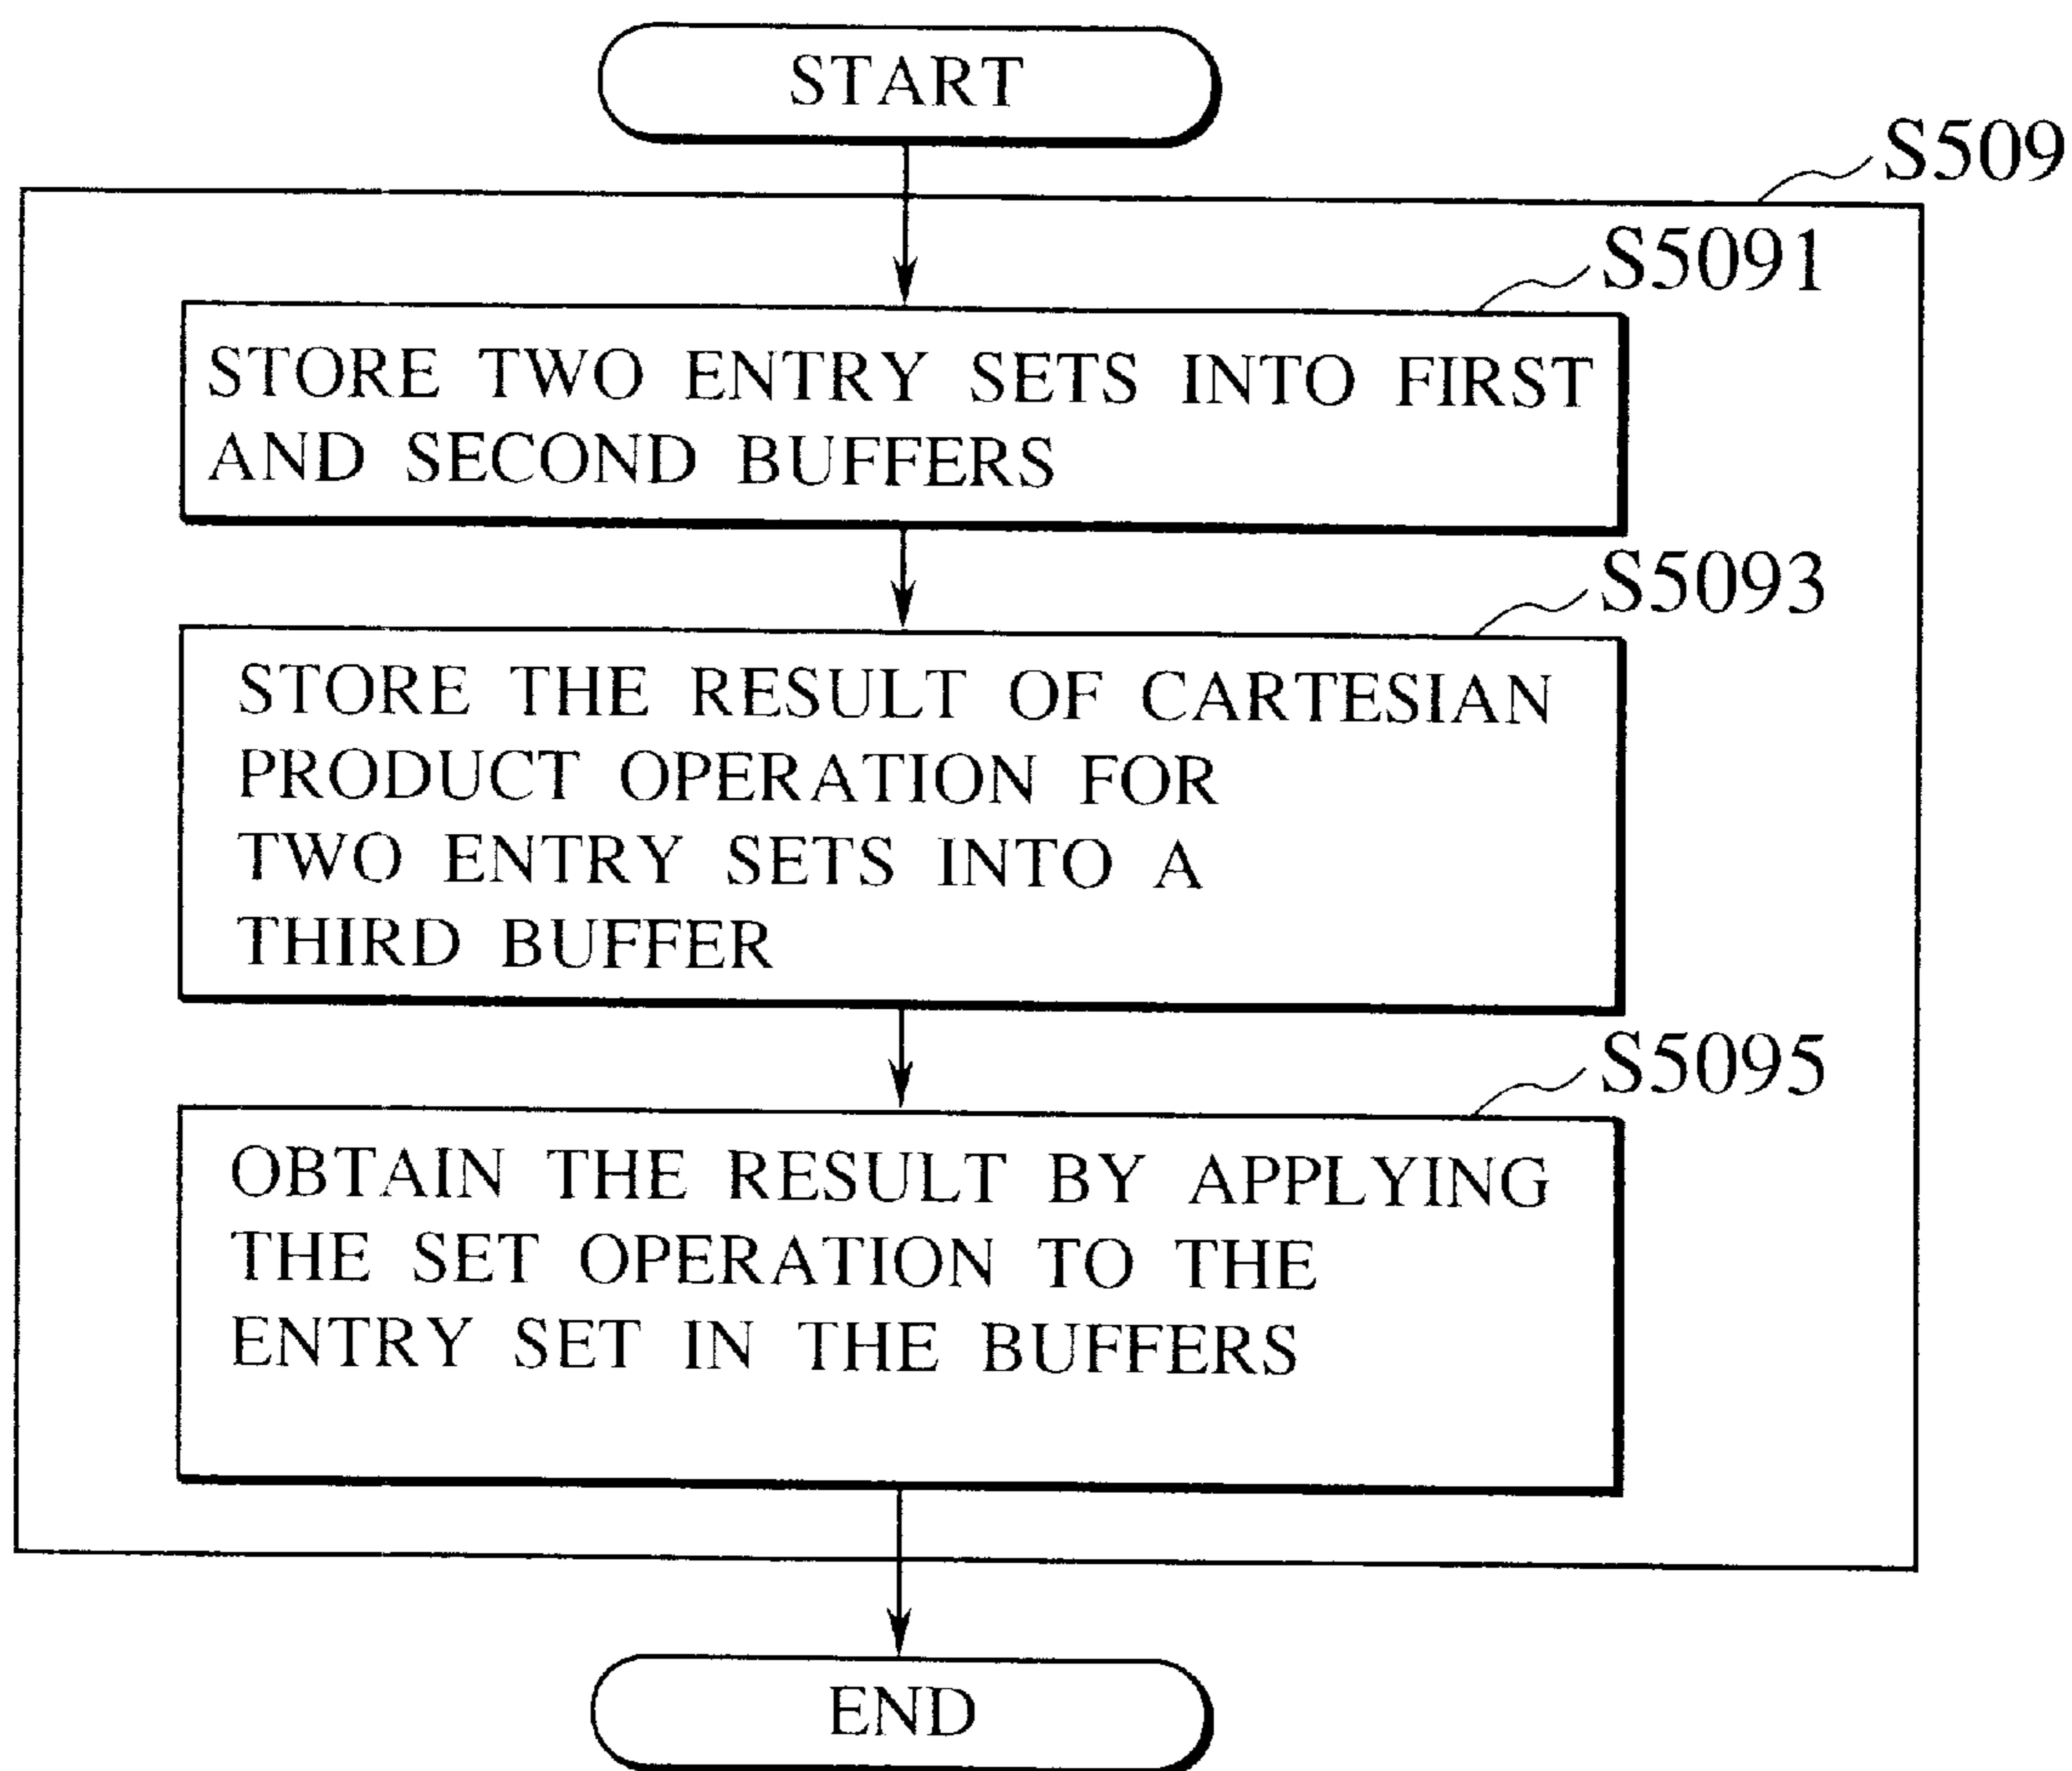 START
S509
S5091
STORE TWO ENTRY SETS INTO FIRST
AND SECOND BUFFERS
S5093
STORE THE RESULT OF CARTESIAN
PRODUCT OPERATION FOR
TWO ENTRY SETS INTO A
THIRD BUFFER
S5095
OBTAIN THE RESULT BY APPLYING
THE SET OPERATION TO THE
ENTRY SET IN THE BUFFERS
END